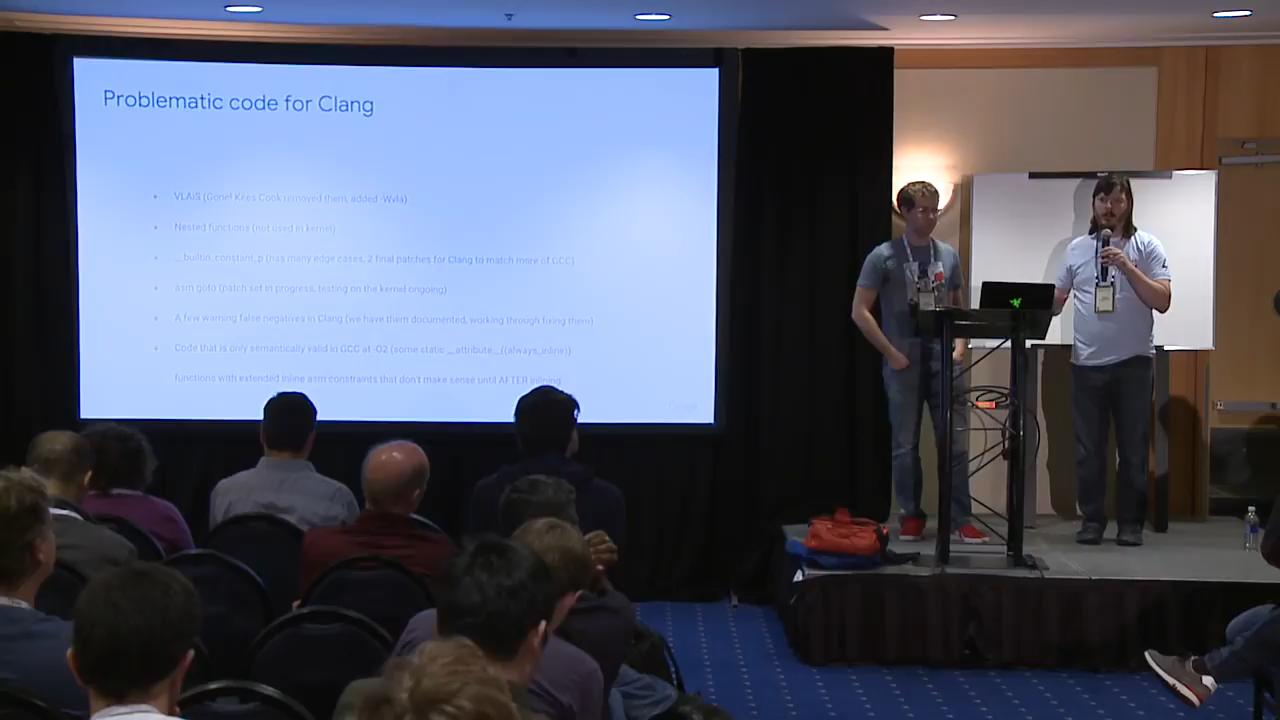 Problematic code for Clang
VLAIS (Gone! Kees Cook removed them, added -Wvla)
Nested functions (not used in kernel)
__builtin_constant_p (has many edge cases, 2 final patches for Clang to match more of GCC)
asm goto (patch set in progress, testing on the kernel ongoing)
A few warning false negatives in Clang (we have them documented, working through fixing them)
Code that is only semantically valid in GCC at -O2 (some static __attribute__((always_inline))
functions with extended inline asm constraints that don't make sense until AFTER inlining
Google